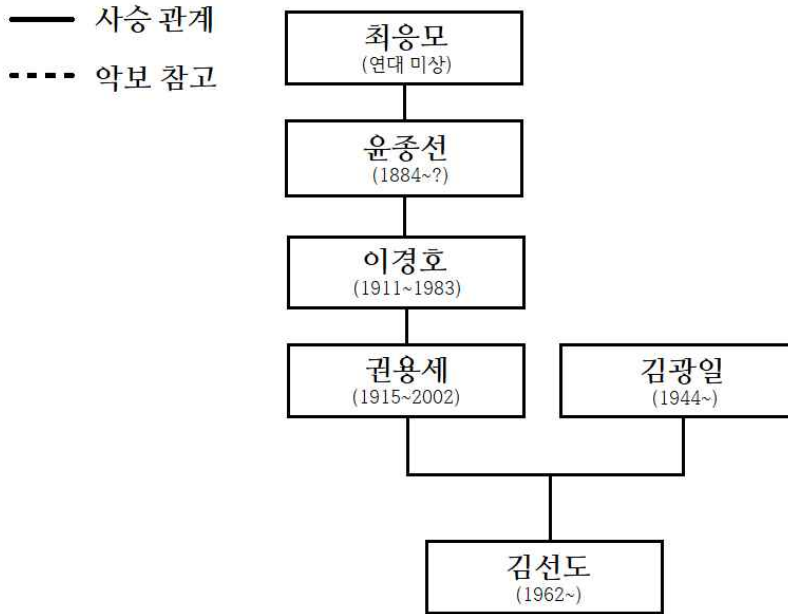 사승 관계
악보 참고
최응모
(연대 미상)
윤종선
(1884~?)
이경호
(1911~1983)
권용세
(1915~2002)
김광일
(1944~)
김선도
(1962~)